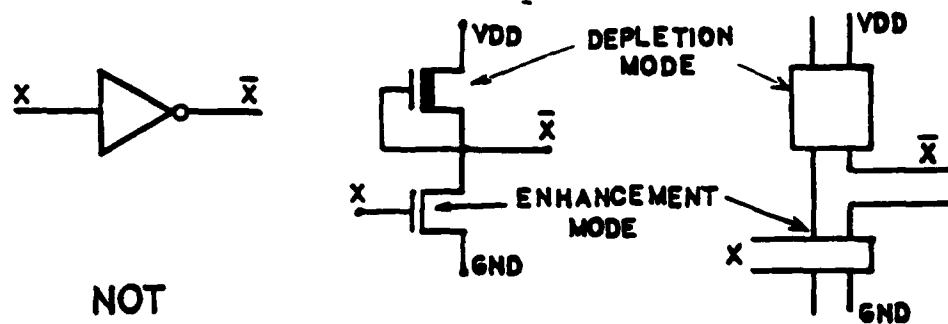 X
X̅
NOT
VDD
DEPLETION
MODE
X̅
X
ENHANCEMENT
MODE
GND
VDD
X̅
X
GND